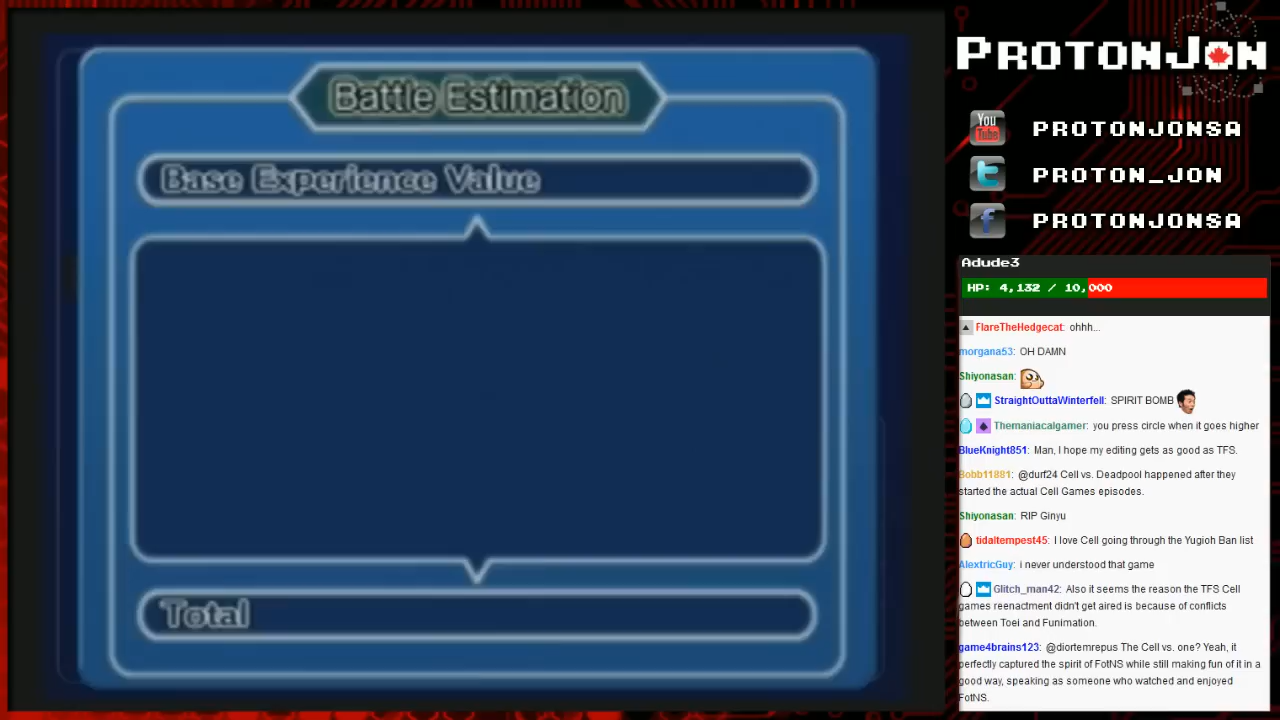 Battle Estimation
Base Experience Value
Total
PROTONJON
You
Tube
PROTONJONSA
PROTON_JON
PROTONJONSA
Adude3
HP: 4,132 / 10,000
FlareTheHedgecat: ohhh...
morgana53: OH DAMN
Shiyonasan:
StraightOuttaWinterfell: SPIRIT BOMB
Themaniacalgamer: you press circle when it goes higher
BlueKnight851: Man, I hope my editing gets as good as TFS.
Bobb11881: @durf24 Cell vs. Deadpool happened after they
started the actual Cell Games episodes.
Shiyonasan: RIP Ginyu
tidaltempest45: I love Cell going through the Yugioh Ban list
AlextricGuy: i never understood that game
Glitch_man42: Also it seems the reason the TFS Cell
games reenactment didn't get aired is because of conflicts
between Toei and Funimation.
game4brains123: @diortemrepus The Cell vs. one? Yeah, it
perfectly captured the spirit of FotNS while still making fun of it in a
good way, speaking as someone who watched and enjoyed
FotNS.